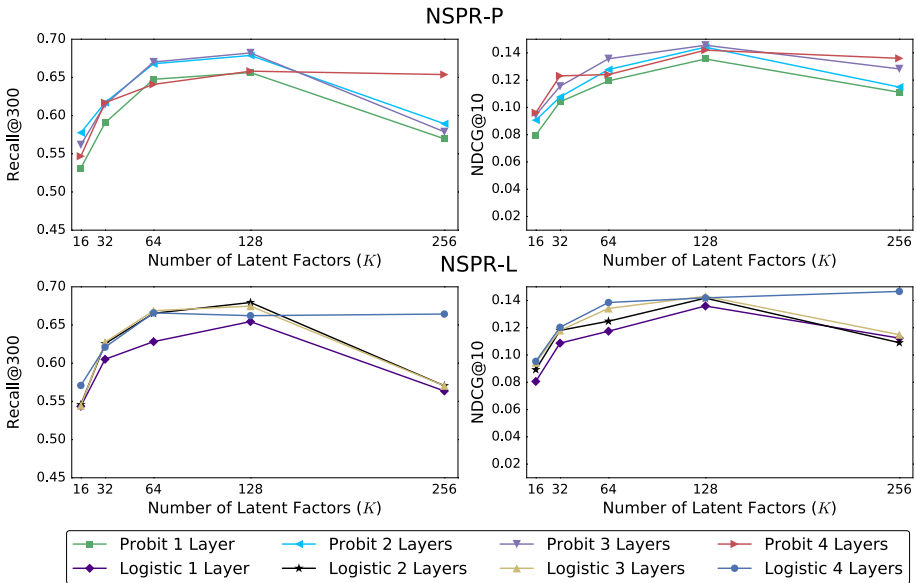 NSPR-P
0.70
0.65
0.60
0.55
0.50
0.45
Recall@300
16 32 64 128 256
Number of Latent Factors (K)
0.14
0.12
0.10
0.08
0.06
0.04
0.02
NDCG@10
16 32 64 128 256
Number of Latent Factors (K)
NSPR-L
0.70
0.65
0.60
0.55
0.50
0.45
Recall@300
16 32 64 128 256
Number of Latent Factors (K)
0.14
0.12
0.10
0.08
0.06
0.04
0.02
NDCG@10
16 32 64 128 256
Number of Latent Factors (K)
Probit 1 Layer Probit 2 Layers Probit 3 Layers Probit 4 Layers
Logistic 1 Layer Logistic 2 Layers Logistic 3 Layers Logistic 4 Layers